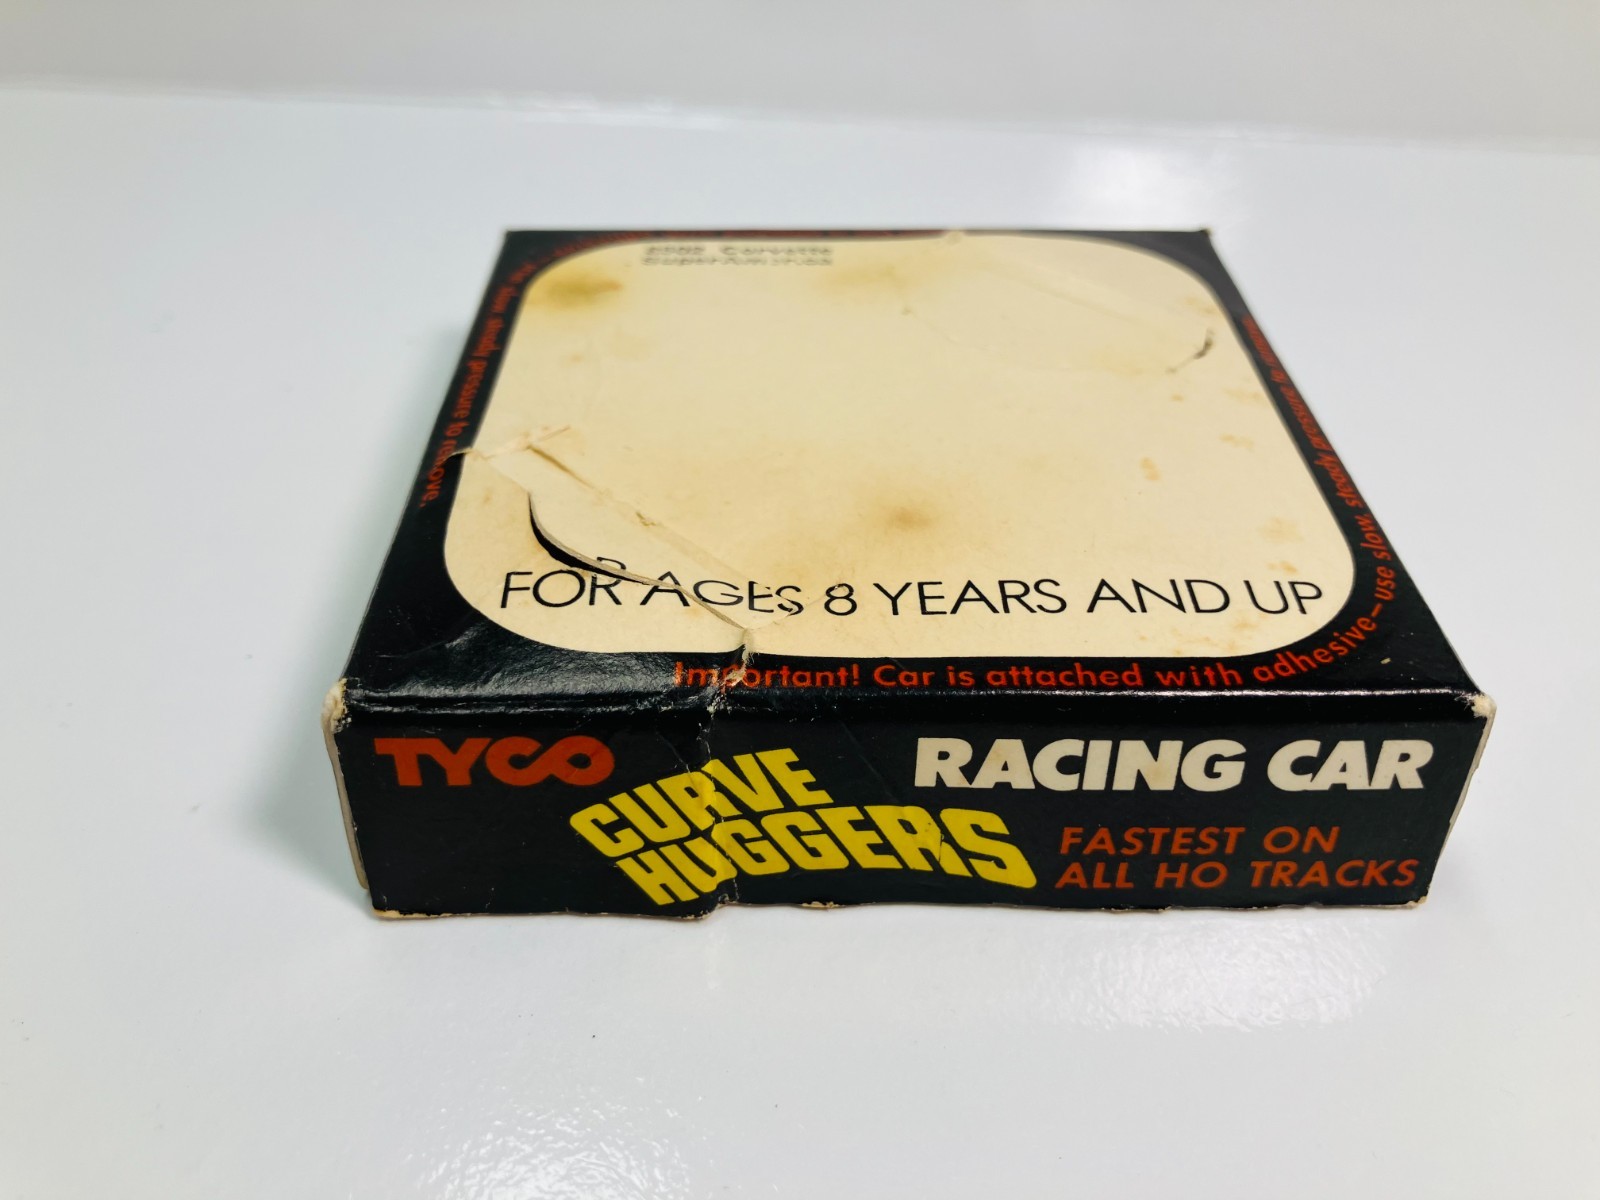 Corvette
FOR AGES 8 YEARS AND UP
Important! Car is attached with adhesive-use slow, steady pressure to
slow, steady pressure to remove.
TYCO
CURVE
HUGGERS
RACING CAR
FASTEST ON
ALL HO TRACKS